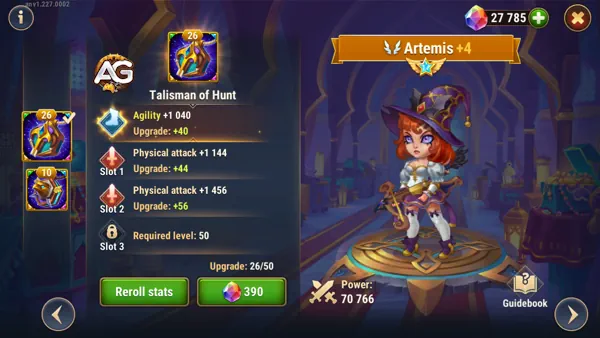 nov1.227.0002
27 785
26
AG
Artemis +4
Talisman of Hunt
26
Agility +1 040
Upgrade: +40
Physical attack +1 144
Upgrade: +44
Slot 1
10
Physical attack +1 456
Upgrade: +56
Slot 2
Required level: 50
Slot 3
Upgrade: 26/50
Reroll stats
390
Power:
70 766
Guidebook